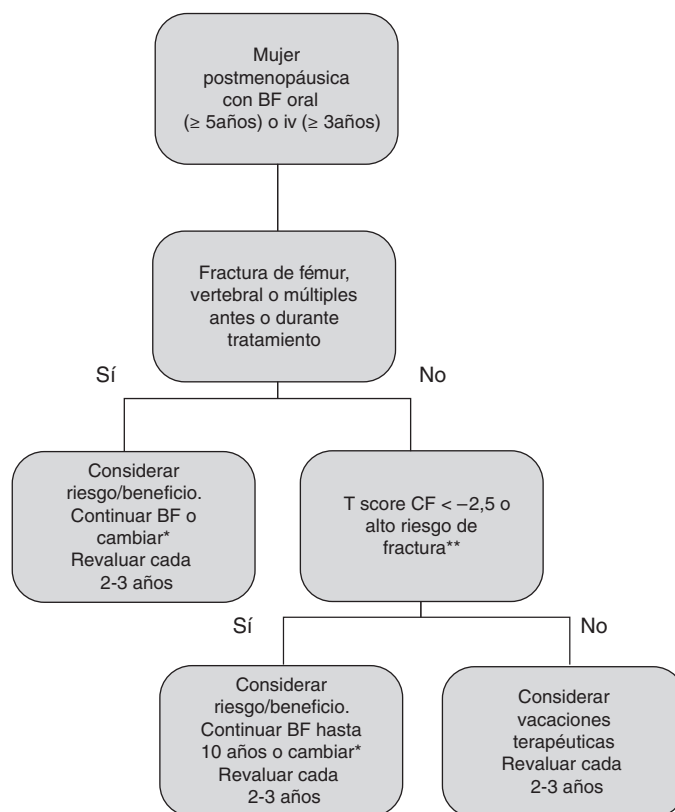 Mujer
postmenopáusica
con BF oral
(≥ 5años) o iv (≥ 3años)
Fractura de fémur,
vertebral o múltiples
antes o durante
tratamiento
Sí
No
Considerar
riesgo/beneficio.
Continuar BF o
cambiar*
Revaluar cada
2-3 años
T score CF < −2,5 o
alto riesgo de
fractura**
Sí
No
Considerar
riesgo/beneficio.
Continuar BF hasta
10 años o cambiar*
Revaluar cada
2-3 años
Considerar
vacaciones
terapéuticas
Revaluar cada
2-3 años